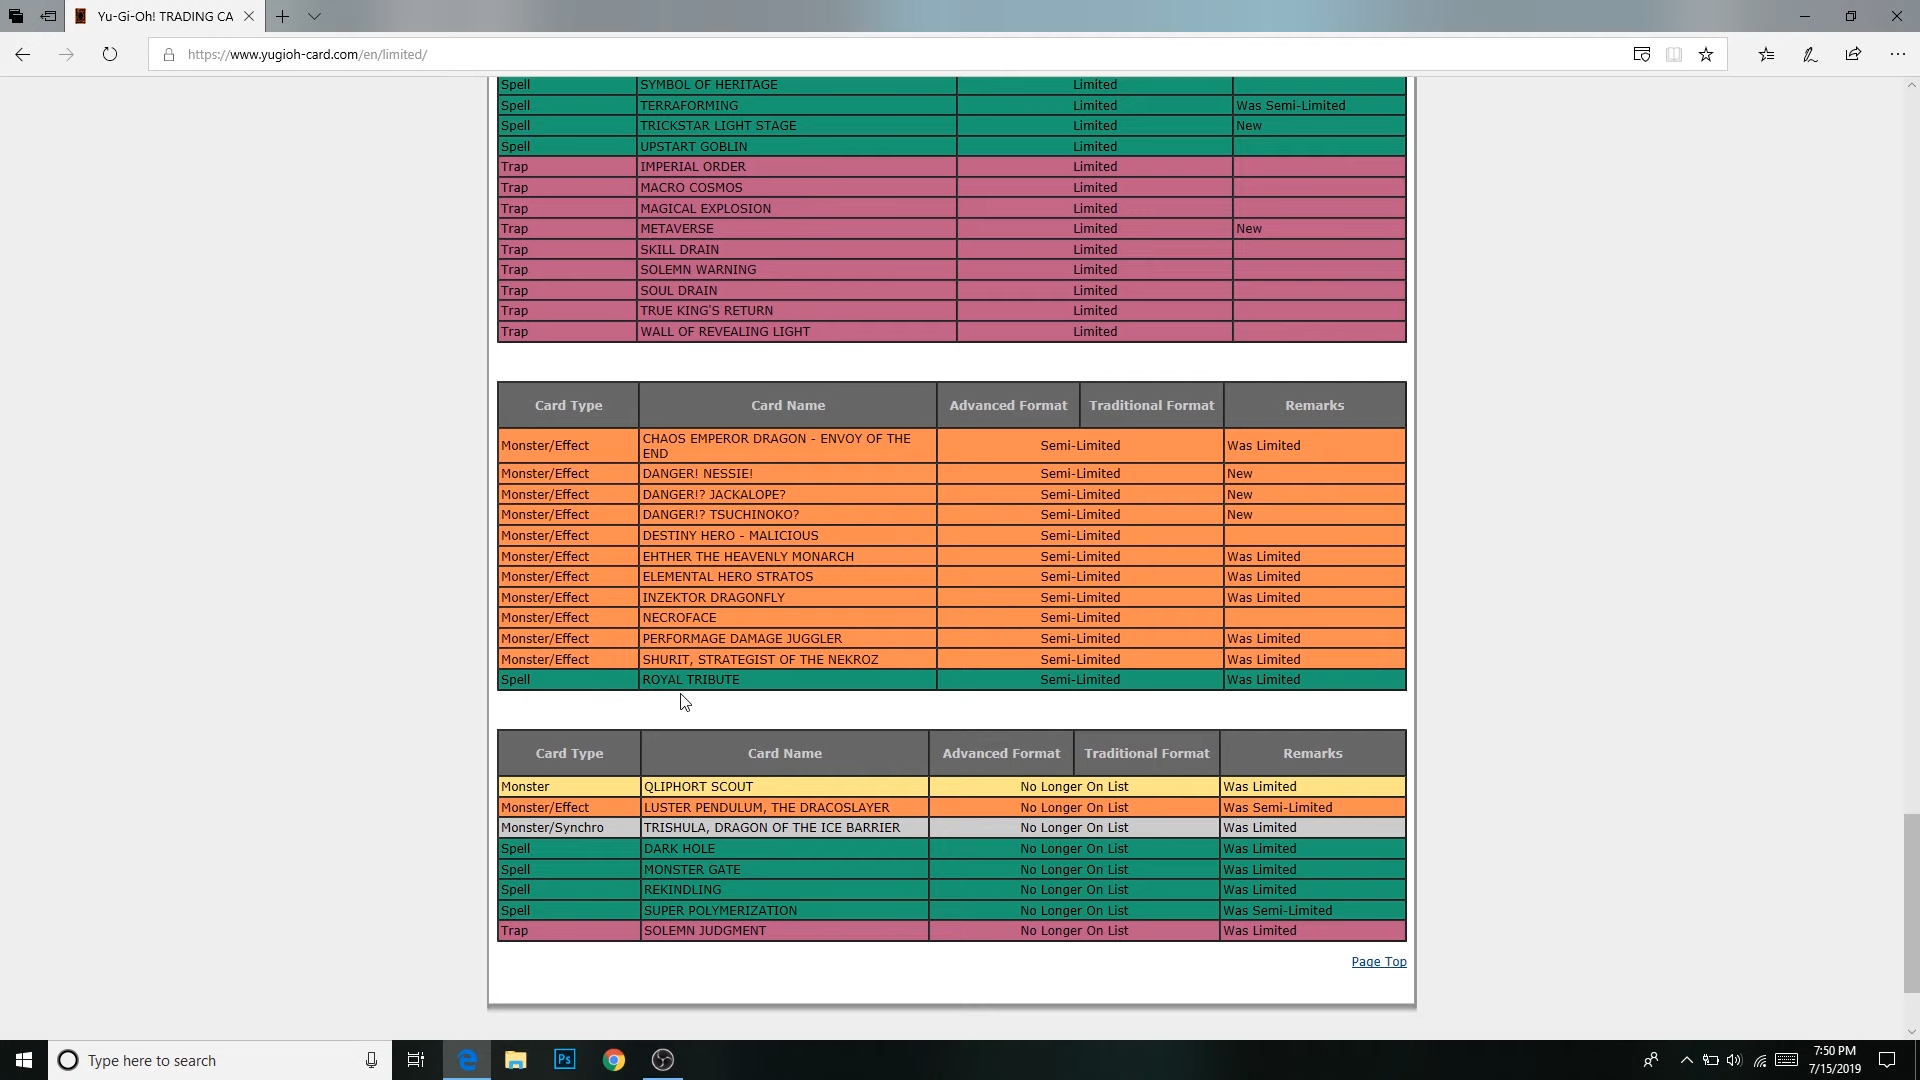 Yu-Gi-Oh! TRADING CA
https://www.yugioh-card.com/en/limited/
Spell SYMBOL OF HERITAGE Limited
Spell TERRAFORMING Limited Was Semi-Limited
Spell TRICKSTAR LIGHT STAGE Limited New
Spell UPSTART GOBLIN Limited
Trap IMPERIAL ORDER Limited
Trap MACRO COSMOS Limited
Trap MAGICAL EXPLOSION Limited
Trap METAVERSE Limited New
Trap SKILL DRAIN Limited
Trap SOLEMN WARNING Limited
Trap SOUL DRAIN Limited
Trap TRUE KING'S RETURN Limited
Trap WALL OF REVEALING LIGHT Limited
Card Type Card Name Advanced Format Traditional Format Remarks
Monster/Effect CHAOS EMPEROR DRAGON - ENVOY OF THE
END Semi-Limited Was Limited
Monster/Effect DANGER! NESSIE! Semi-Limited New
Monster/Effect DANGER!? JACKALOPE? Semi-Limited New
Monster/Effect DANGER!? TSUCHINOKO? Semi-Limited New
Monster/Effect DESTINY HERO - MALICIOUS Semi-Limited
Monster/Effect EHTHER THE HEAVENLY MONARCH Semi-Limited Was Limited
Monster/Effect ELEMENTAL HERO STRATOS Semi-Limited Was Limited
Monster/Effect INZEKTOR DRAGONFLY Semi-Limited Was Limited
Monster/Effect NECROFACE Semi-Limited
Monster/Effect PERFORMAGE DAMAGE JUGGLER Semi-Limited Was Limited
Monster/Effect SHURIT, STRATEGIST OF THE NEKROZ Semi-Limited Was Limited
Spell ROYAL TRIBUTE Semi-Limited Was Limited
Card Type Card Name Advanced Format Traditional Format Remarks
Monster QLIPHORT SCOUT No Longer On List Was Limited
Monster/Effect LUSTER PENDULUM, THE DRACOSLAYER No Longer On List Was Semi-Limited
Monster/Synchro TRISHULA, DRAGON OF THE ICE BARRIER No Longer On List Was Limited
Spell DARK HOLE No Longer On List Was Limited
Spell MONSTER GATE No Longer On List Was Limited
Spell REKINDLING No Longer On List Was Limited
Spell SUPER POLYMERIZATION No Longer On List Was Semi-Limited
Trap SOLEMN JUDGMENT No Longer On List Was Limited
Page Top
Type here to search
Ps
7:50 PM
7/15/2019